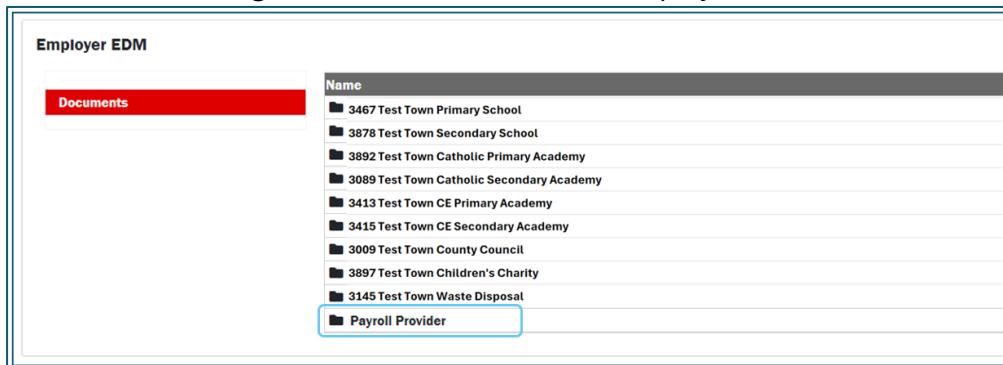 Employer EDM
Documents
Name
3467 Test Town Primary School
3878 Test Town Secondary School
3892 Test Town Catholic Primary Academy
3089 Test Town Catholic Secondary Academy
3413 Test Town CE Primary Academy
3415 Test Town CE Secondary Academy
3009 Test Town County Council
3897 Test Town Children's Charity
3145 Test Town Waste Disposal
Payroll Provider